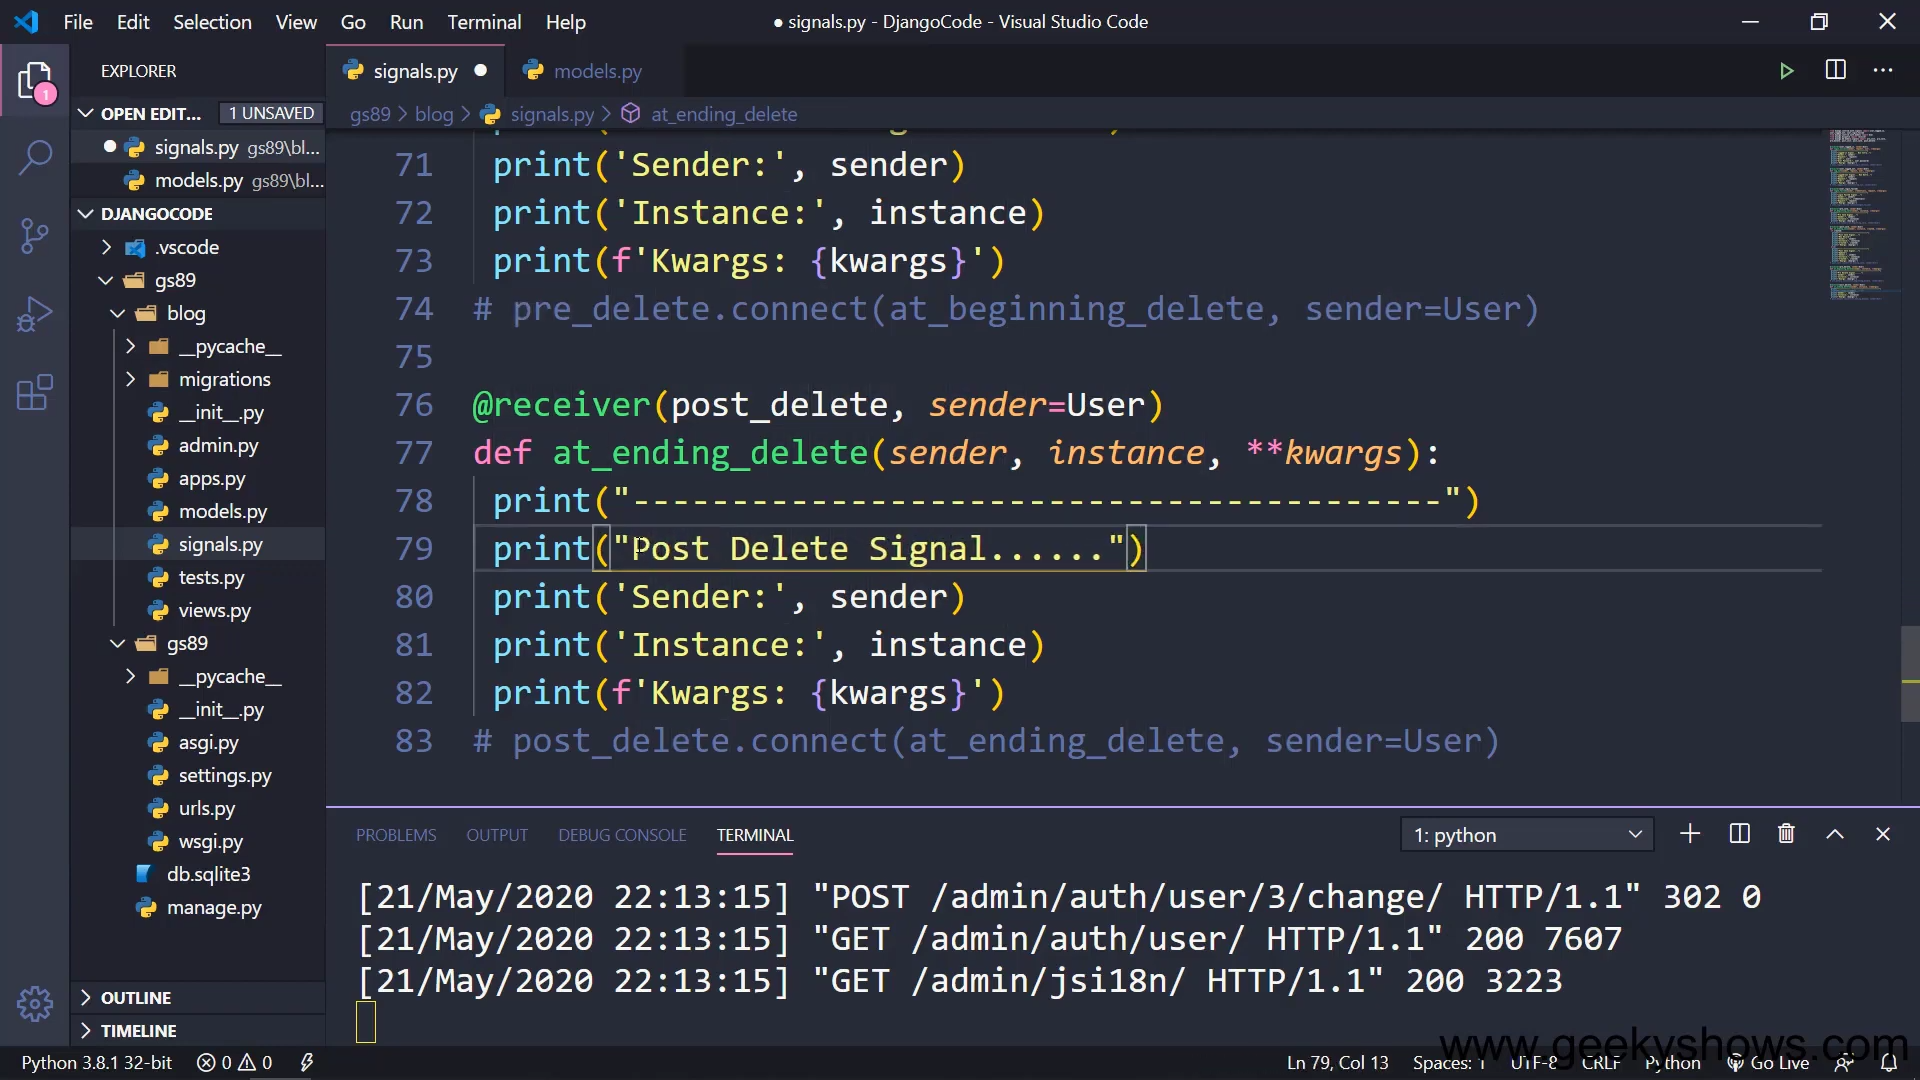 File Edit Selection View Go Run Terminal Help
● signals.py - DjangoCode - Visual Studio Code
EXPLORER
signals.py
models.py
1
OPEN EDIT... 1 UNSAVED
gs89 > blog > signals.py > at_ending_delete
signals.py gs89\bl...
models.py gs89\bl...
DJANGOCODE
.vscode
gs89
blog
__pycache__
migrations
__init__.py
admin.py
apps.py
models.py
signals.py
tests.py
views.py
gs89
__pycache__
__init__.py
asgi.py
settings.py
urls.py
wsgi.py
db.sqlite3
manage.py
OUTLINE
TIMELINE
71 print('Sender:', sender)
72 print('Instance:', instance)
73 print(f'Kwargs: {kwargs}')
74 # pre_delete.connect(at_beginning_delete, sender=User)
75
76 @receiver(post_delete, sender=User)
77 def at_ending_delete(sender, instance, **kwargs):
78 print("-----------------------------------------")
79 print("Post Delete Signal......")
80 print('Sender:', sender)
81 print('Instance:', instance)
82 print(f'Kwargs: {kwargs}')
83 # post_delete.connect(at_ending_delete, sender=User)
PROBLEMS OUTPUT DEBUG CONSOLE TERMINAL 1: python
[21/May/2020 22:13:15] "POST /admin/auth/user/3/change/ HTTP/1.1" 302 0
[21/May/2020 22:13:15] "GET /admin/auth/user/ HTTP/1.1" 200 7607
[21/May/2020 22:13:15] "GET /admin/jsi18n/ HTTP/1.1" 200 3223
www.geekyshows.com
Python 3.8.1 32-bit 0 0 Ln 79, Col 13 Spaces: 1 UTF-8 CRLF Python Go Live